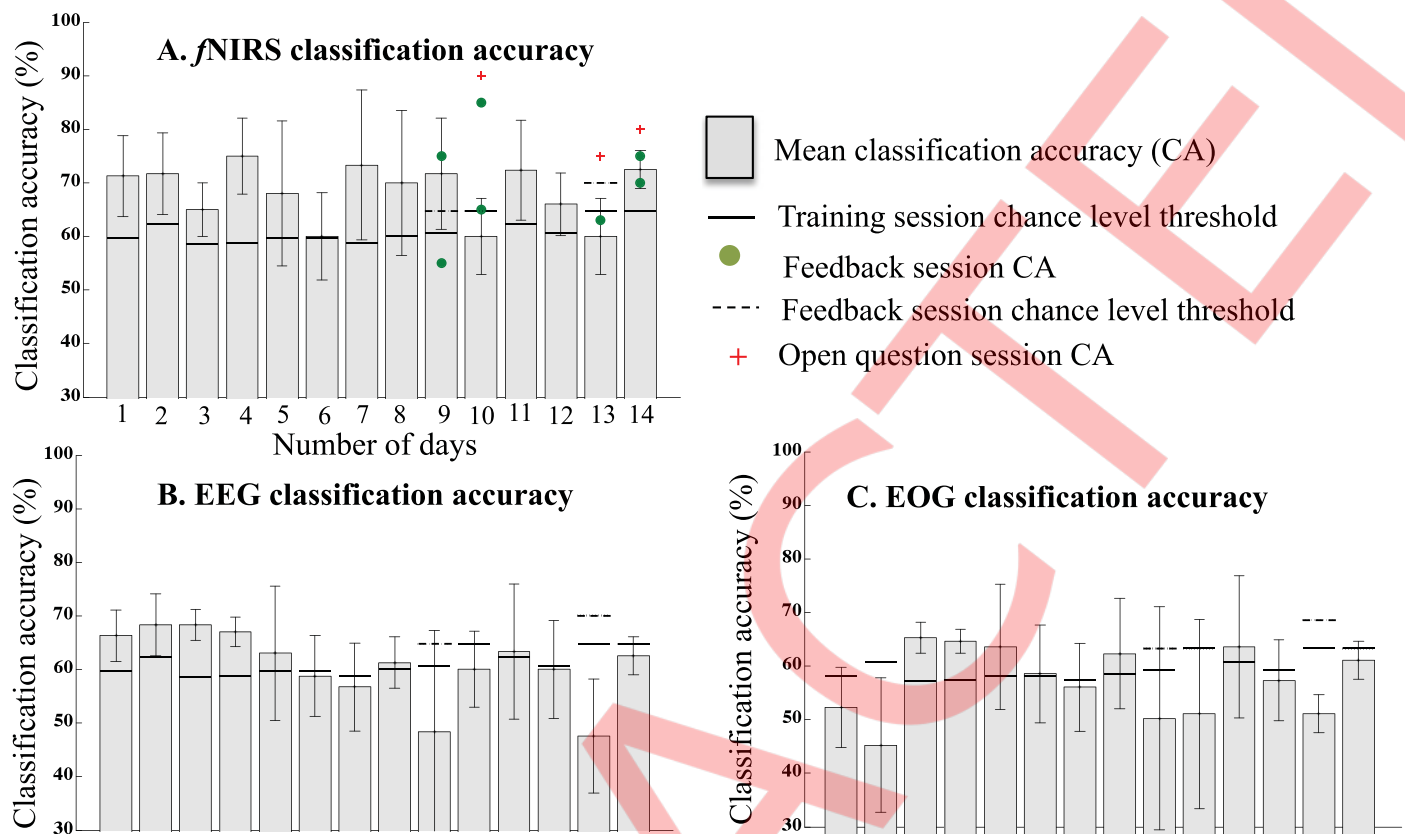 A. fNIRS classification accuracy
Classification accuracy (%)
100
90
80
70
60
50
40
30
1 2 3 4 5 6 7 8 9 10 11 12 13 14
Number of days
Mean classification accuracy (CA)
Training session chance level threshold
Feedback session CA
Feedback session chance level threshold
Open question session CA
B. EEG classification accuracy
Classification accuracy (%)
100
90
80
70
60
50
40
30
C. EOG classification accuracy
Classification accuracy (%)
100
90
80
70
60
50
40
30
ACTE